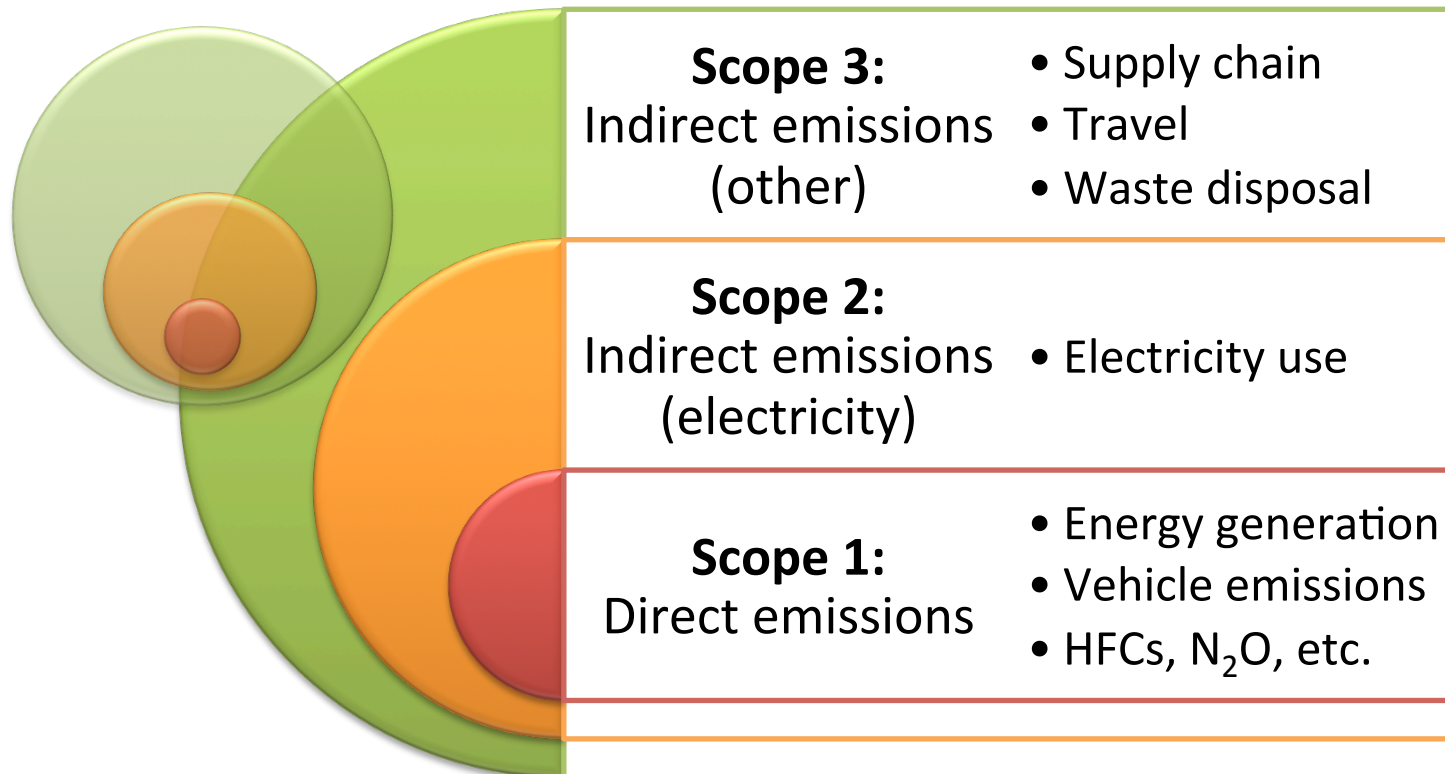 Scope 3:
Indirect emissions
(other)
• Supply chain
• Travel
• Waste disposal
Scope 2:
Indirect emissions
(electricity)
• Electricity use
Scope 1:
Direct emissions
• Energy generation
• Vehicle emissions
• HFCs, N₂O, etc.